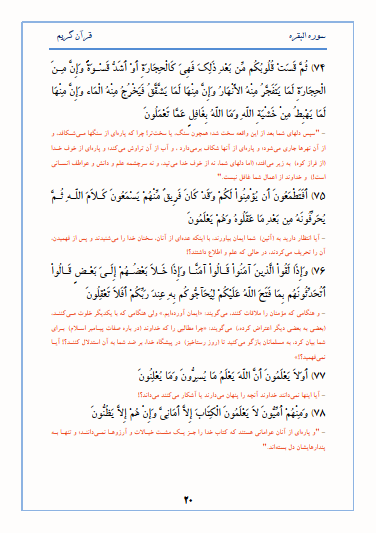 سوره البقره
قرآن کریم
(۷۴) ثُمَّ قَسَتْ قُلُوبُكُم مِّن بَعْدِ ذَلِكَ فَهِيَ كَالْحِجَارَةِ أَوْ أَشَدُّ قَسْوَةً وَإِنَّ مِنَ
الْحِجَارَةِ لَمَا يَتَفَجَّرُ مِنْهُ الأَنْهَارُ وَإِنَّ مِنْهَا لَمَا يَشَّقَّقُ فَيَخْرُجُ مِنْهُ الْمَاء وَإِنَّ مِنْهَا
لَمَا يَهْبِطُ مِنْ خَشْيَةِ اللّهِ وَمَا اللّهُ بِغَافِلٍ عَمَّا تَعْمَلُونَ
- "سپس دلهای شما بعد از این واقعه سخت شد؛ همچون سنگ، یا سخت‌تر! چرا که پاره‌ای از سنگها می‌شکافد، و
از آن نهرها جاری می‌شود؛ و پاره‌ای از آنها شکاف برمی‌دارد ، و آب از آن تراوش می‌کند؛ و پاره‌ای از خوف خدا
(از فراز کوه) به زیر می‌افتد؛ (اما دلهای شما، نه از خوف خدا می‌تپد، و نه سرچشمه علم و دانش و عواطف انسانی
است!) و خداوند از اعمال شما غافل نیست "
(۷۵) أَفَتَطْمَعُونَ أَن يُؤْمِنُواْ لَكُمْ وَقَدْ كَانَ فَرِيقٌ مِّنْهُمْ يَسْمَعُونَ كَلاَمَ اللّهِ ثُمَّ
يُحَرِّفُونَهُ مِن بَعْدِ مَا عَقَلُوهُ وَهُمْ يَعْلَمُونَ
- آیا انتظار دارید به (آئین) شما ایمان بیاورند، با اینکه عده‌ای از آنان، سخنان خدا را می‌شنیدند و پس از فهمیدن،
آن را تحریف می‌کردند، در حالی که علم و اطلاع داشتند؟!
(۷۶) وَإِذَا لَقُواْ الَّذِينَ آمَنُواْ قَالُواْ آمَنَّا وَإِذَا خَلاَ بَعْضُهُمْ إِلَىَ بَعْضٍ قَالُواْ
أَتُحَدِّثُونَهُم بِمَا فَتَحَ اللّهُ عَلَيْكُمْ لِيُحَآجُّوكُم بِهِ عِندَ رَبِّكُمْ أَفَلاَ تَعْقِلُونَ
- و هنگامی که مؤمنان را ملاقات کنند، می‌گویند: «ایمان آورده‌ایم.» ولی هنگامی که با یکدیگر خلوت می‌کنند،
(بعضی به بعضی دیگر اعتراض کرده، ) می‌گویند: «چرا مطالبی را که خداوند (در باره صفات پیامبر اسلام) برای
شما بیان کرد، به مسلمانان بازگو می‌کنید تا (روز رستاخیز) در پیشگاه خدا، بر ضد شما به آن استدلال کنند؟! آیا
نمی‌فهمید؟!»
(۷۷) أَوَلاَ يَعْلَمُونَ أَنَّ اللّهَ يَعْلَمُ مَا يُسِرُّونَ وَمَا يُعْلِنُونَ
- آیا اینها نمی‌دانند خداوند آنچه را پنهان می‌دارند یا آشکار می‌کنند می‌داند؟!
(۷۸) وَمِنْهُمْ أُمِّيُّونَ لاَ يَعْلَمُونَ الْكِتَابَ إِلاَّ أَمَانِيَّ وَإِنْ هُمْ إِلاَّ يَظُنُّونَ
- "و پاره‌ای از آنان عوامانی هستند که کتاب خدا را جز یک مشت خیالات و آرزوها نمی‌دانند؛ و تنها به
پندارهایشان دل بسته‌اند."
۲۰